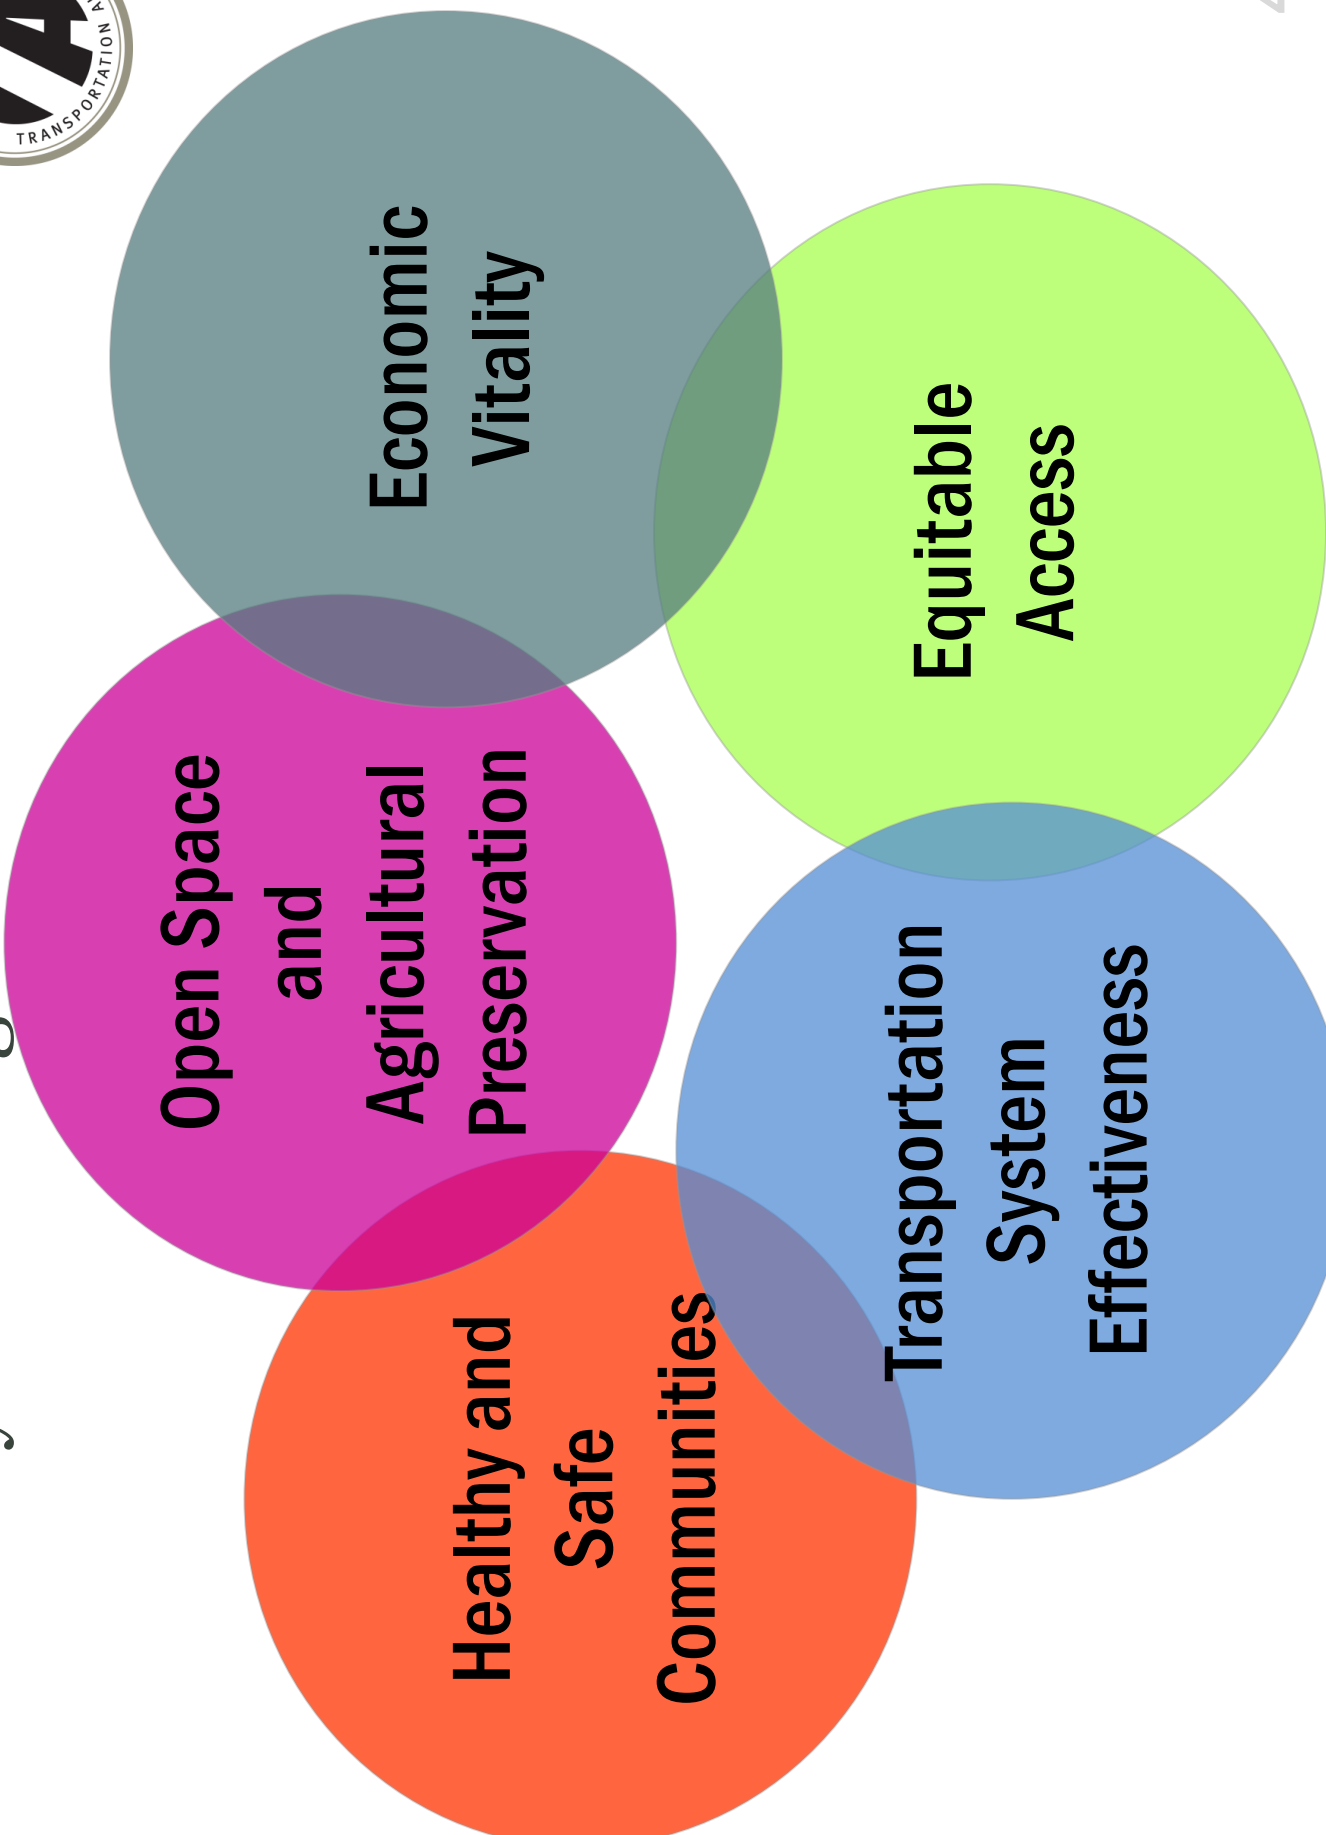 TRANSPORTATION
Healthy and
Safe
Communities
Open Space
and
Agricultural
Preservation
Economic
Vitality
Transportation
System
Effectiveness
Equitable
Access